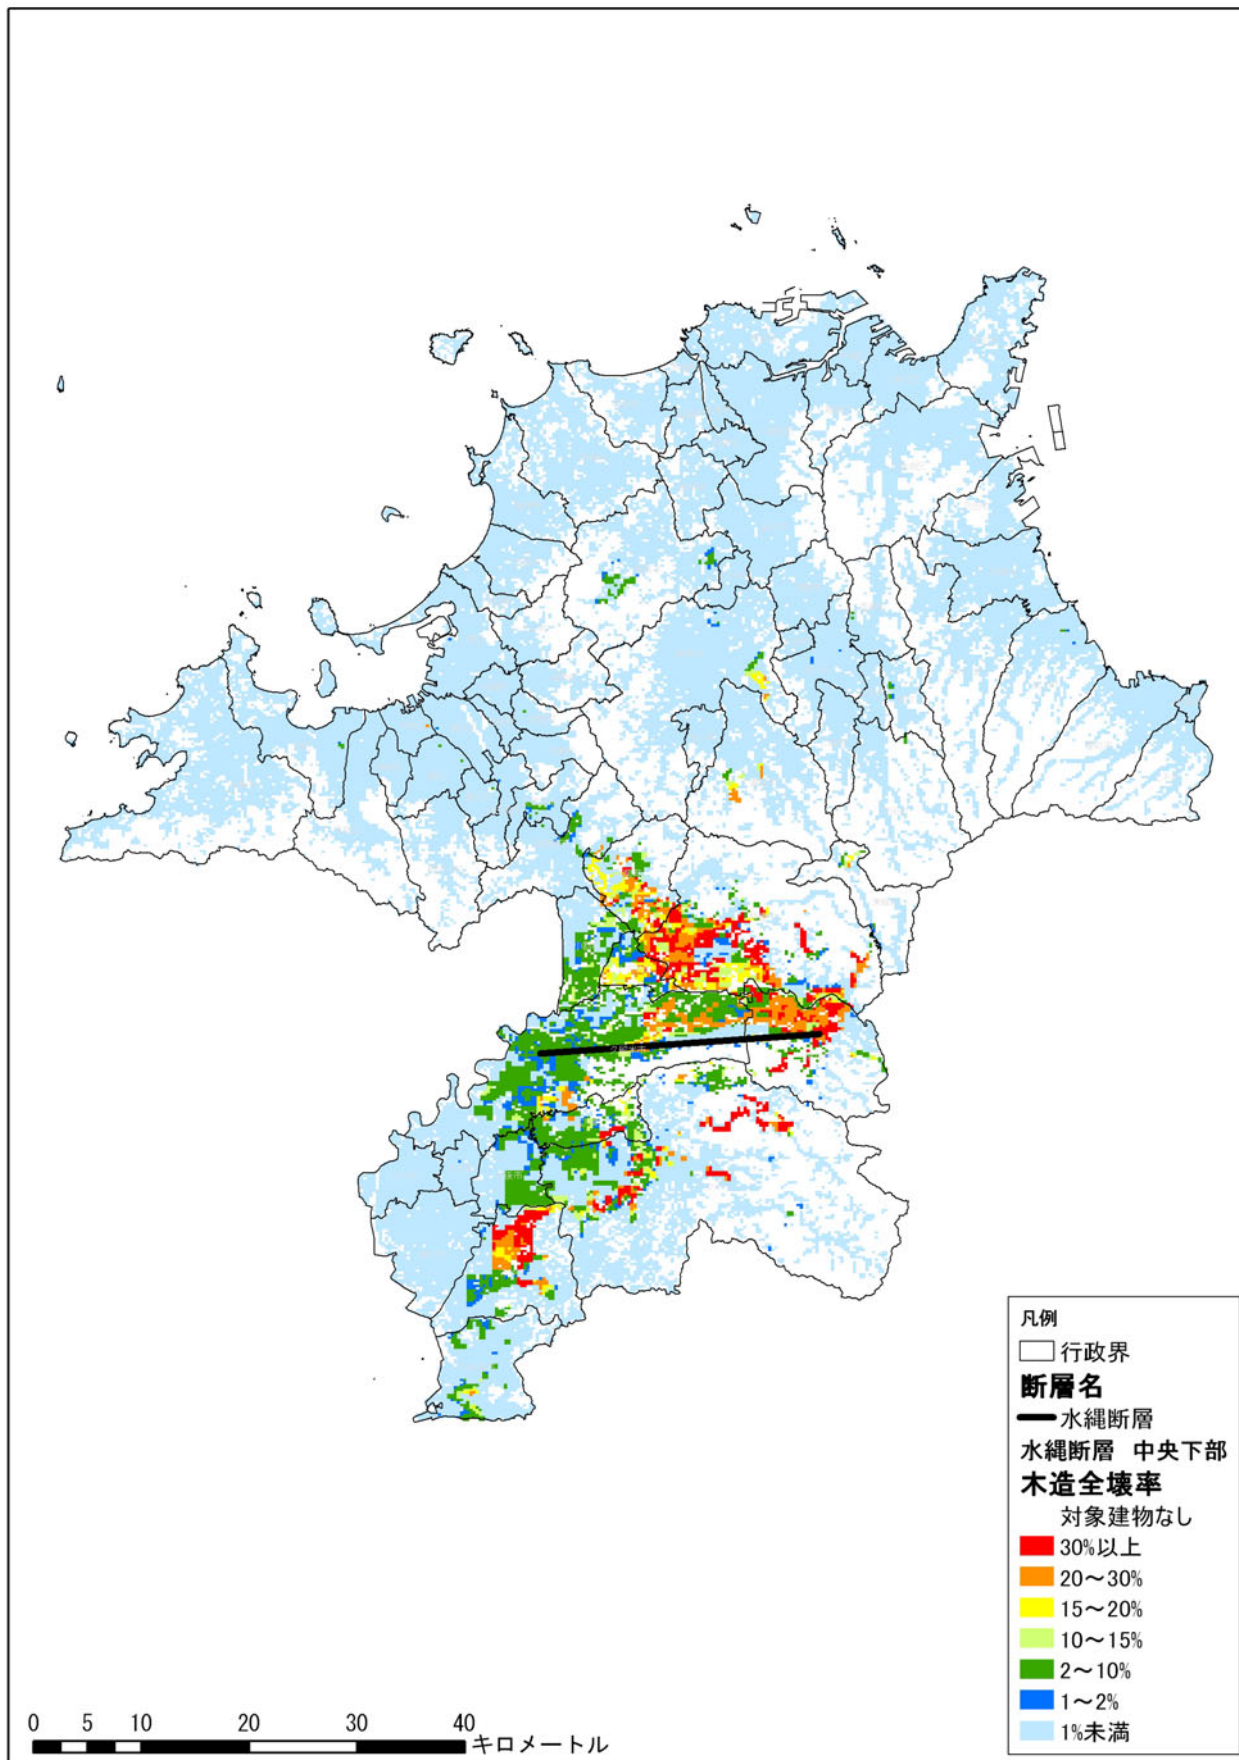 凡例
行政界
断層名
水縄断層
水縄断層 中央下部
木造全壊率
対象建物なし
30%以上
20～30%
15～20%
10～15%
2～10%
1～2%
1%未満
0 5 10 20 30 40
キロメートル